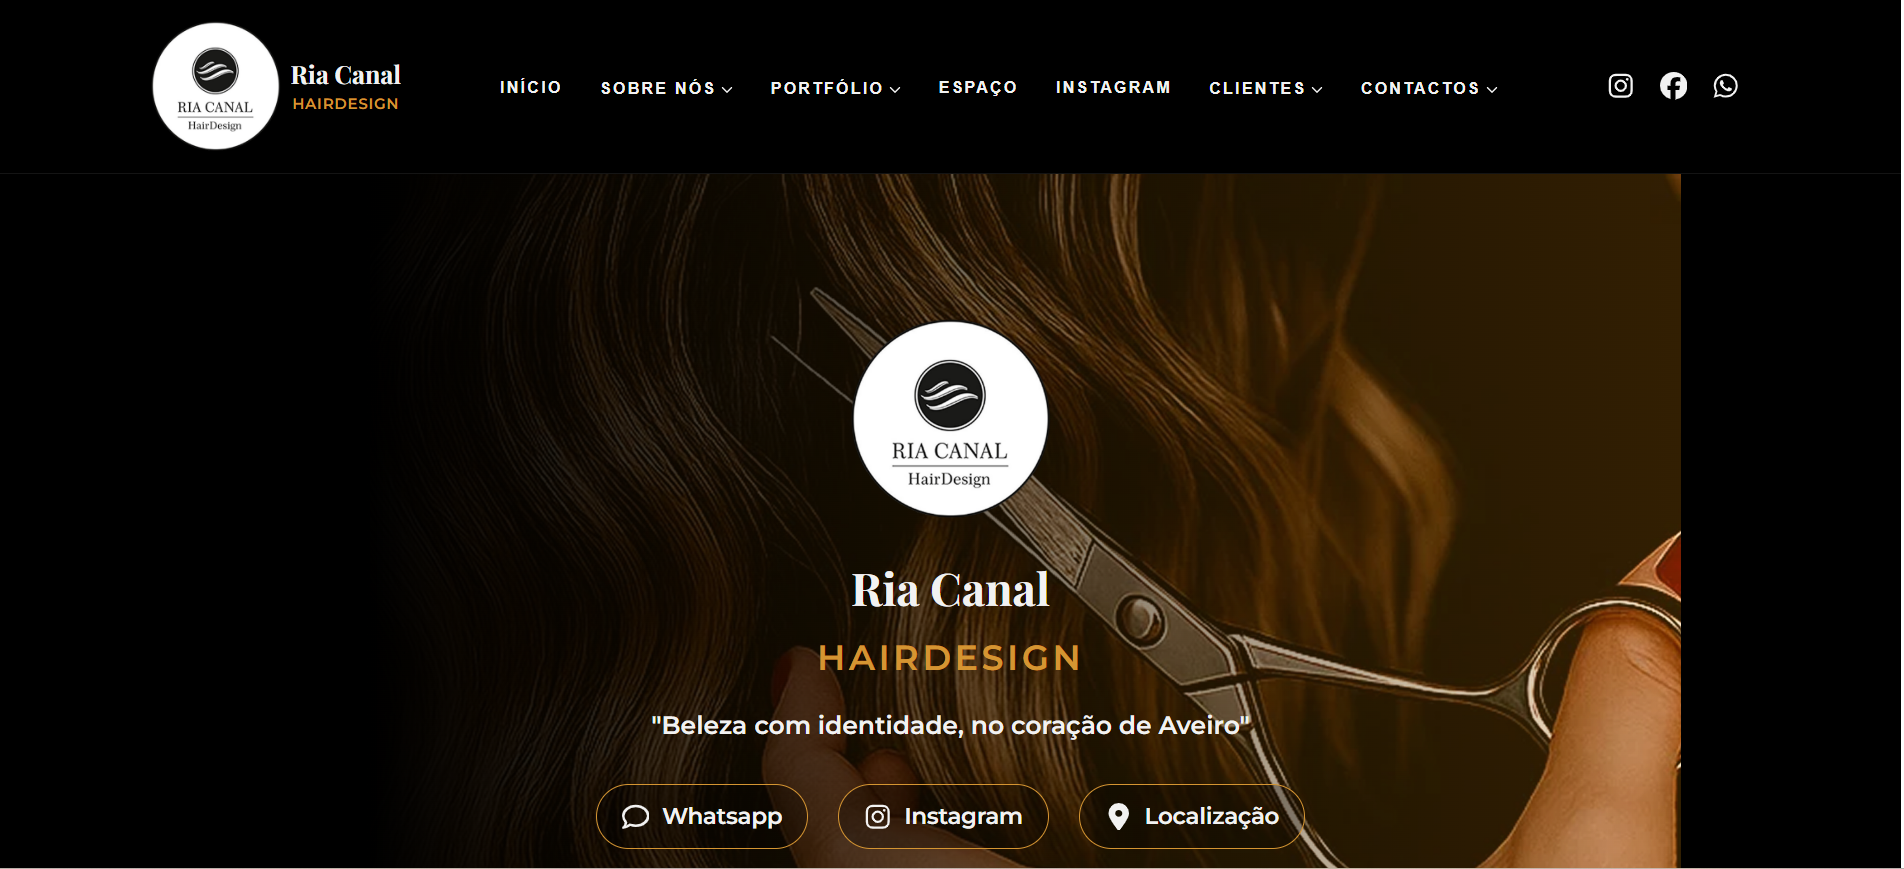 RIA CANAL
HairDesign
Ria Canal
HAIRDESIGN
INÍCIO
SOBRE NÓS
PORTFÓLIO
ESPAÇO
INSTAGRAM
CLIENTES
CONTACTOS
RIA CANAL
HairDesign
Ria Canal
HAIRDESIGN
"Beleza com identidade, no coração de Aveiro"
Whatsapp
Instagram
Localização